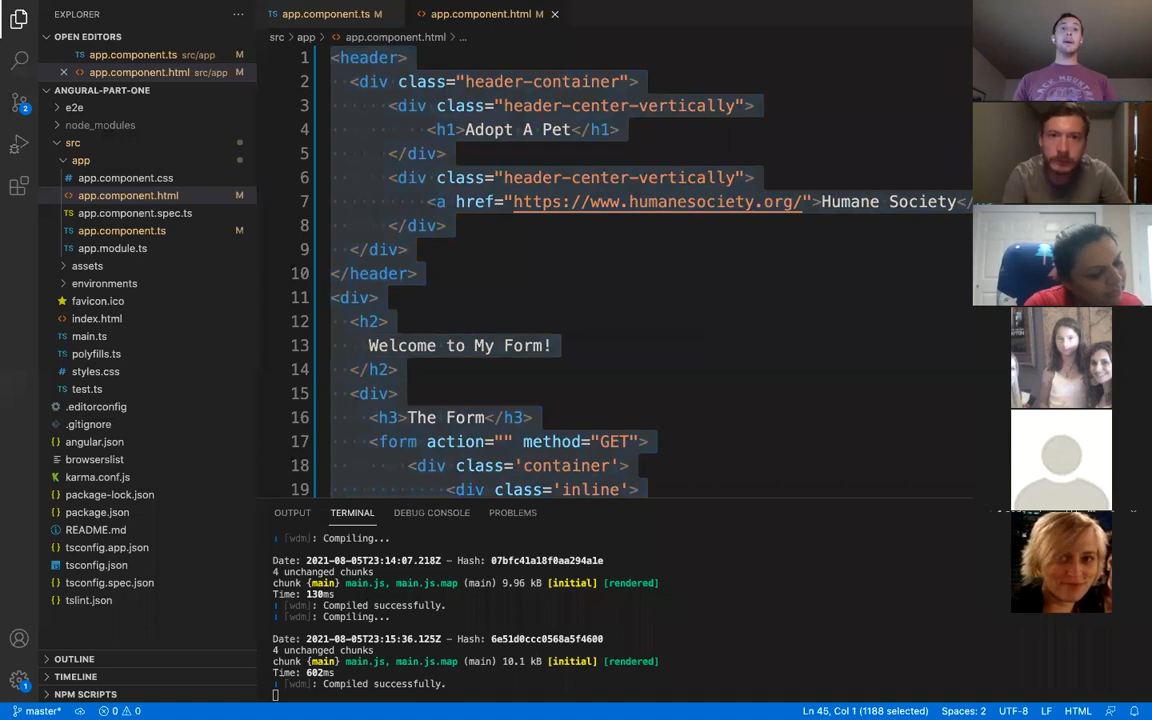 EXPLORER
OPEN EDITORS
app.component.ts src/app M
app.component.html src/app M
ANGURAL-PART-ONE
e2e
node_modules
src
app
app.component.css
app.component.html M
app.component.spec.ts
app.component.ts M
app.module.ts
assets
environments
favicon.ico
index.html
main.ts
polyfills.ts
styles.css
test.ts
.editorconfig
.gitignore
angular.json
browserslist
karma.conf.js
package-lock.json
package.json
README.md
tsconfig.app.json
tsconfig.json
tsconfig.spec.json
tslint.json
OUTLINE
TIMELINE
NPM SCRIPTS
app.component.ts M app.component.html M
src app app.component.html ...
1 <header>
2 <div class="header-container">
3 <div class="header-center-vertically">
4 <h1>Adopt A Pet</h1>
5 </div>
6 <div class="header-center-vertically">
7 <a href="https://www.humanesociety.org/">Humane Society</
8 </div>
9 </div>
10 </header>
11 <div>
12 <h2>
13 Welcome to My Form!
14 </h2>
15 <div>
16 <h3>The Form</h3>
17 <form action="" method="GET">
18 <div class='container'>
19 <div class='inline'>
OUTPUT TERMINAL DEBUG CONSOLE PROBLEMS
[wdm]: Compiling...
Date: 2021-08-05T23:14:07.218Z – Hash: 07bfc41a18f0aa294a1e
4 unchanged chunks
chunk {main} main.js, main.js.map (main) 9.96 kB [initial] [rendered]
Time: 130ms
[wdm]: Compiled successfully.
[wdm]: Compiling...
Date: 2021-08-05T23:15:36.125Z – Hash: 6e51d0ccc0568a5f4600
4 unchanged chunks
chunk {main} main.js, main.js.map (main) 10.1 kB [initial] [rendered]
Time: 602ms
[wdm]: Compiled successfully.
2
1
master* 0 0 Ln 45, Col 1 (1188 selected) Spaces: 2 UTF-8 LF HTML